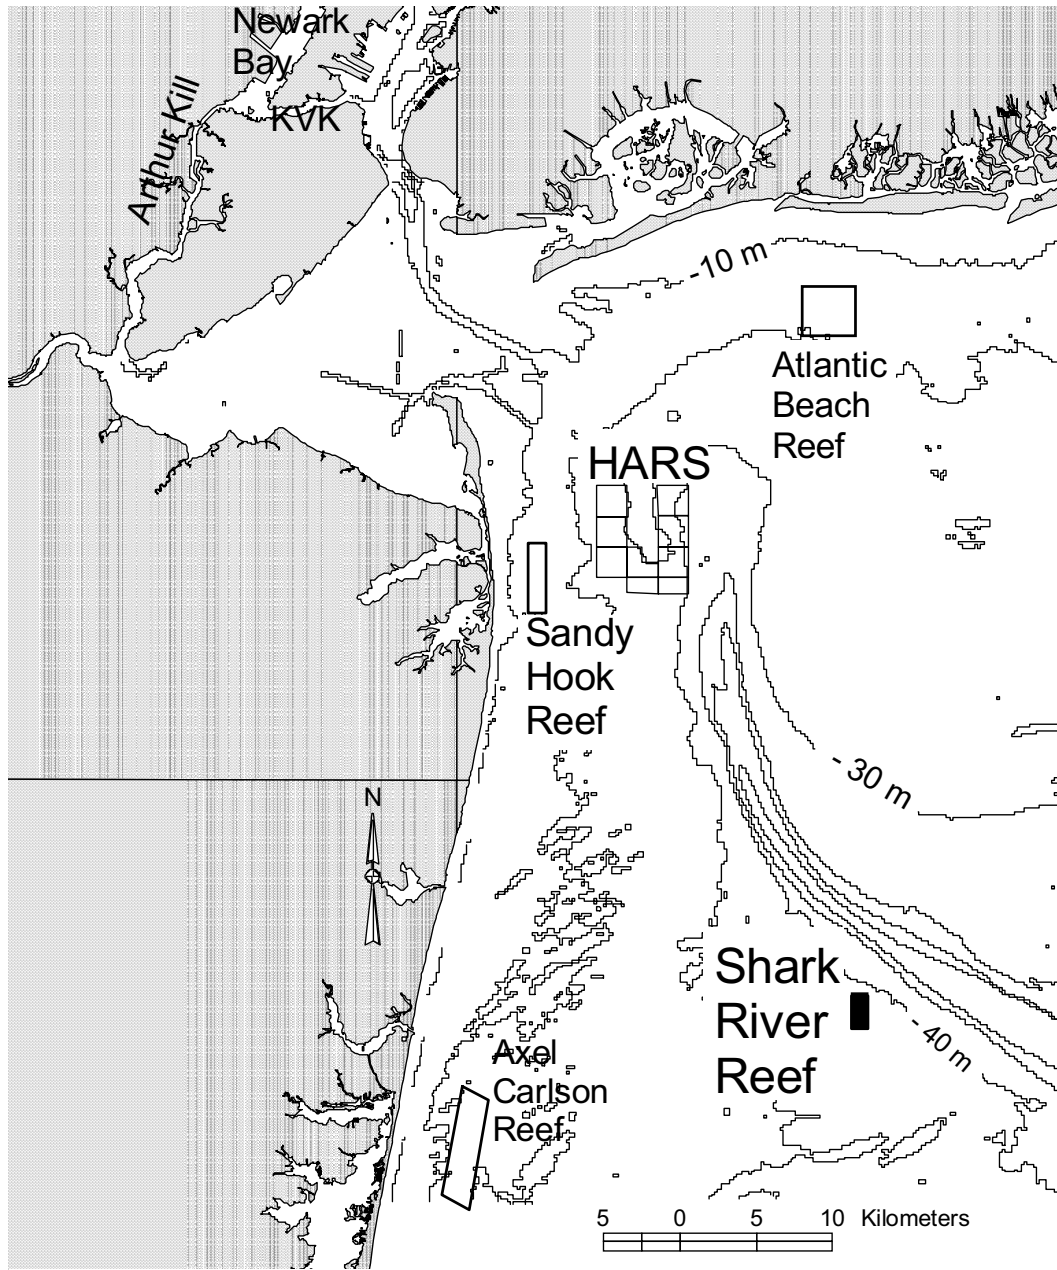 Newark
Bay
KVK
Arthur Kill
-10 m
Atlantic
Beach
Reef
HARS
Sandy
Hook
Reef
- 30 m
N
Shark
River
Reef
- 40 m
Axel
Carlson
Reef
5 0 5 10 Kilometers